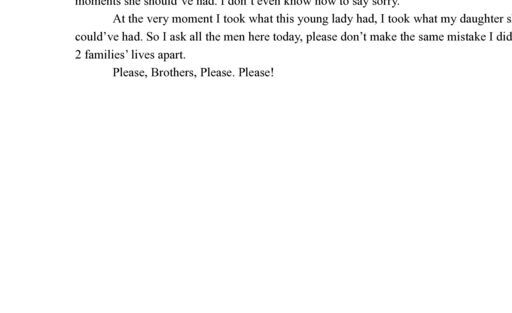 moments she should've had. I don't even know how to say sorry.
At the very moment I took what this young lady had, I took what my daughter
could've had. So I ask all the men here today, please don't make the same mistake I did
2 families' lives apart.
Please, Brothers, Please. Please!